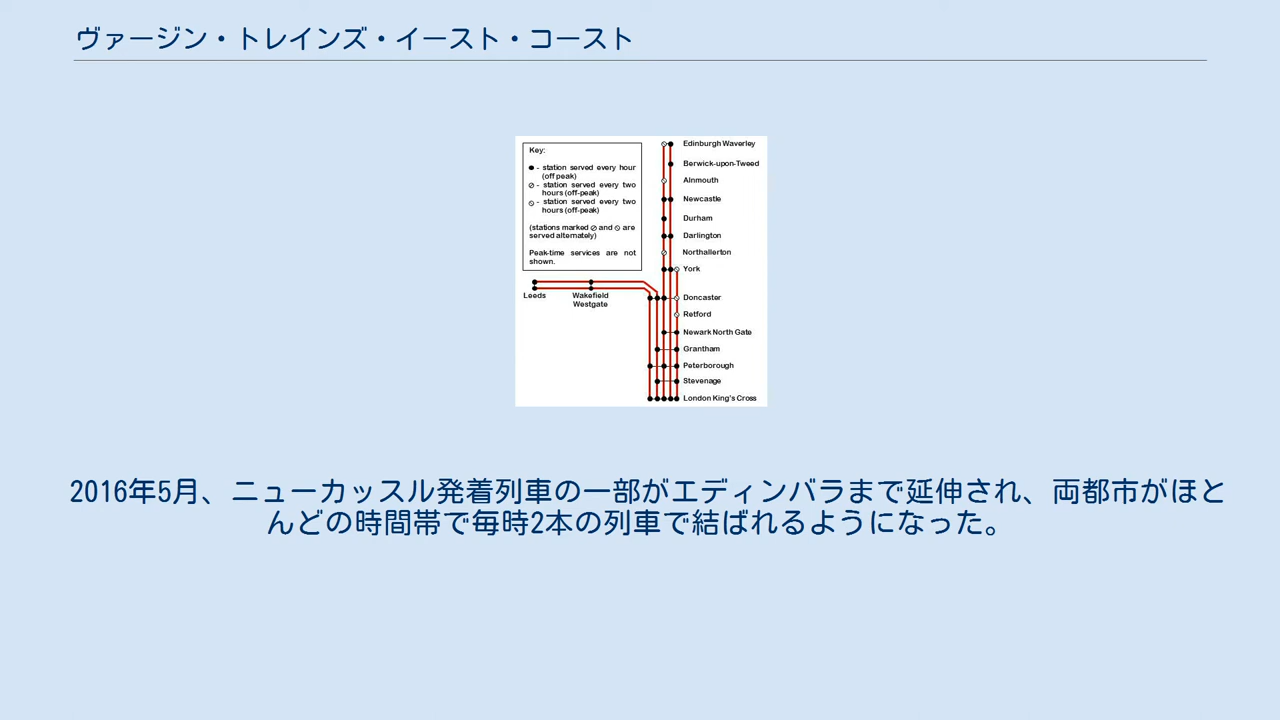 ヴァージン・トレインズ・イースト・コースト
Key:
- station served every hour
(off peak)
- station served every two
hours (off-peak)
- station served every two
hours (off-peak)
(stations marked and are
served alternately)
Peak-time services are not
shown.
Edinburgh Waverley
Berwick-upon-Tweed
Alnmouth
Newcastle
Durham
Darlington
Northallerton
York
Leeds
Wakefield
Westgate
Doncaster
Retford
Newark North Gate
Grantham
Peterborough
Stevenage
London King's Cross
2016年5月、ニューカッスル発着列車の一部がエディンバラまで延伸され、両都市がほと
んどの時間帯で毎時2本の列車で結ばれるようになった。